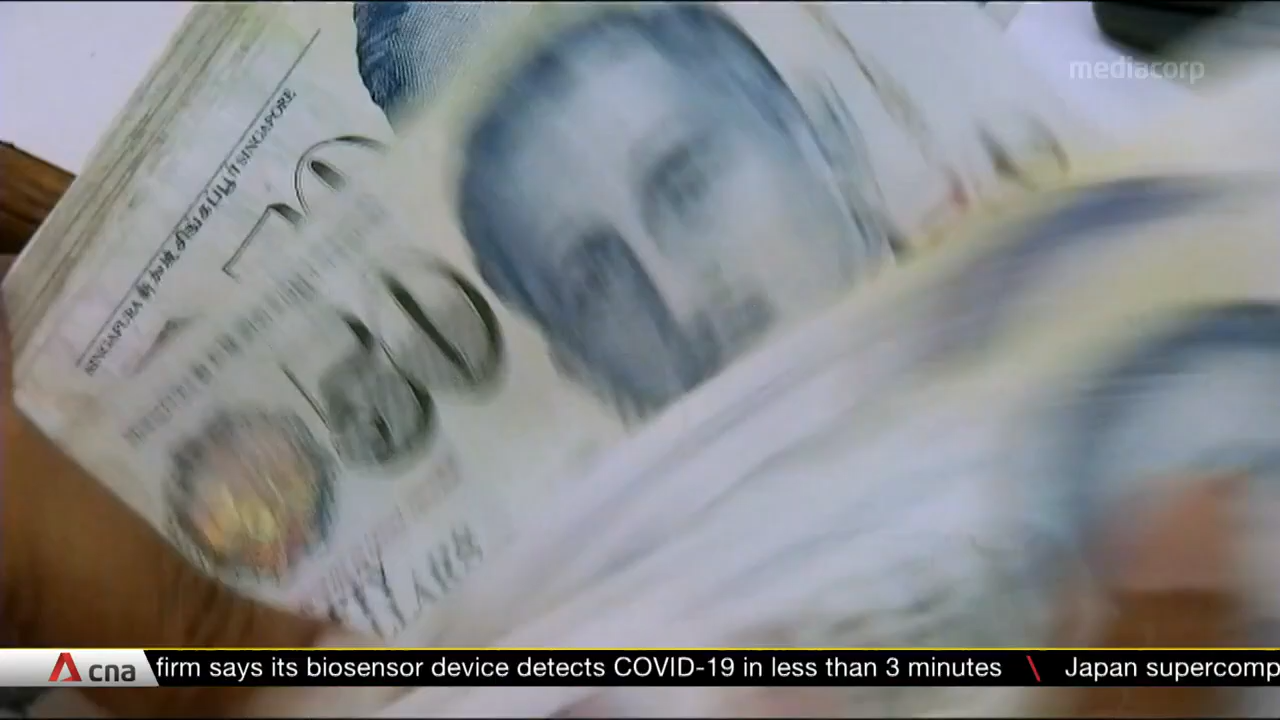 mediacorp
SINGAPURA 新加坡 சிங்கப்பூர் SINGAPORE
50
cna firm says its biosensor device detects COVID-19 in less than 3 minutes \ Japan supercomp